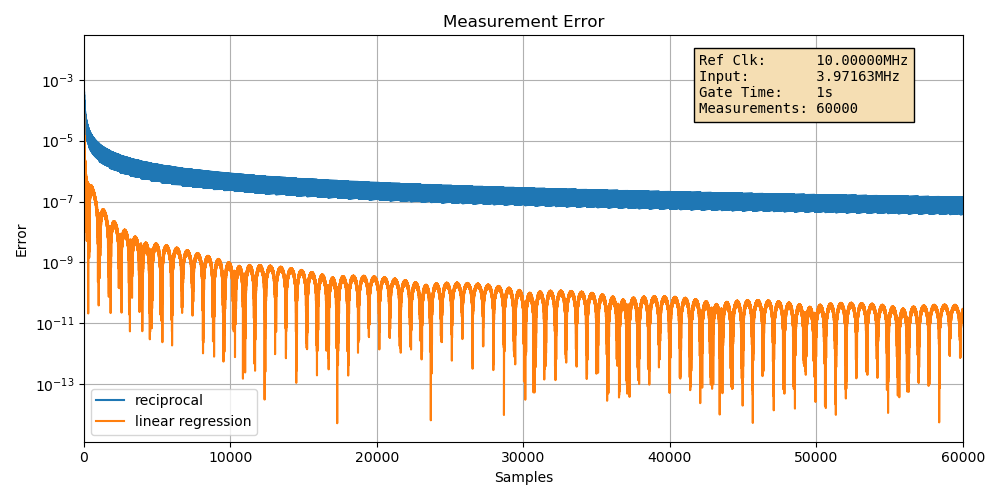 Measurement Error
Ref Clk:      10.00000MHz
Input:        3.97163MHz
Gate Time:    1s
Measurements: 60000
Error
10⁻³
10⁻⁵
10⁻⁷
10⁻⁹
10⁻¹¹
10⁻¹³
reciprocal
linear regression
0 10000 20000 30000 40000 50000 60000
Samples